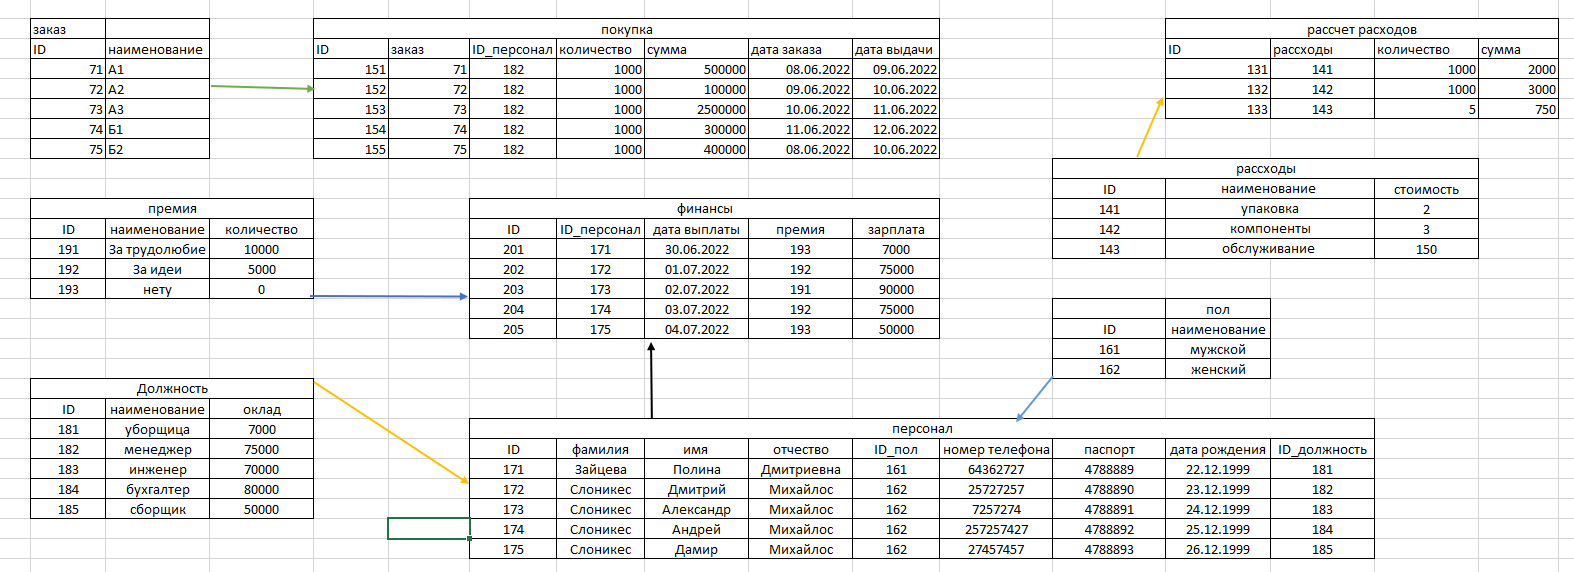 заказ
ID наименование
71 А1
72 А2
73 А3
74 Б1
75 Б2
покупка
ID заказ ID_персонал количество сумма дата заказа дата выдачи
151 71 182 1000 500000 08.06.2022 09.06.2022
152 72 182 1000 100000 09.06.2022 10.06.2022
153 73 182 1000 2500000 10.06.2022 11.06.2022
154 74 182 1000 300000 11.06.2022 12.06.2022
155 75 182 1000 400000 08.06.2022 10.06.2022
рассчет расходов
ID рассходы количество сумма
131 141 1000 2000
132 142 1000 3000
133 143 5 750
рассходы
ID наименование стоимость
141 упаковка 2
142 компоненты 3
143 обслуживание 150
премия
ID наименование количество
191 За трудолюбие 10000
192 За идеи 5000
193 нету 0
финансы
ID ID_персонал дата выплаты премия зарплата
201 171 30.06.2022 193 7000
202 172 01.07.2022 192 75000
203 173 02.07.2022 191 90000
204 174 03.07.2022 192 75000
205 175 04.07.2022 193 50000
пол
ID наименование
161 мужской
162 женский
Должность
ID наименование оклад
181 уборщица 7000
182 менеджер 75000
183 инженер 70000
184 бухгалтер 80000
185 сборщик 50000
персонал
ID фамилия имя отчество ID_пол номер телефона паспорт дата рождения ID_должность
171 Зайцева Полина Дмитриевна 161 64362727 4788889 22.12.1999 181
172 Слоникес Дмитрий Михайлос 162 25727257 4788890 23.12.1999 182
173 Слоникес Александр Михайлос 162 7257274 4788891 24.12.1999 183
174 Слоникес Андрей Михайлос 162 257257427 4788892 25.12.1999 184
175 Слоникес Дамир Михайлос 162 27457457 4788893 26.12.1999 185